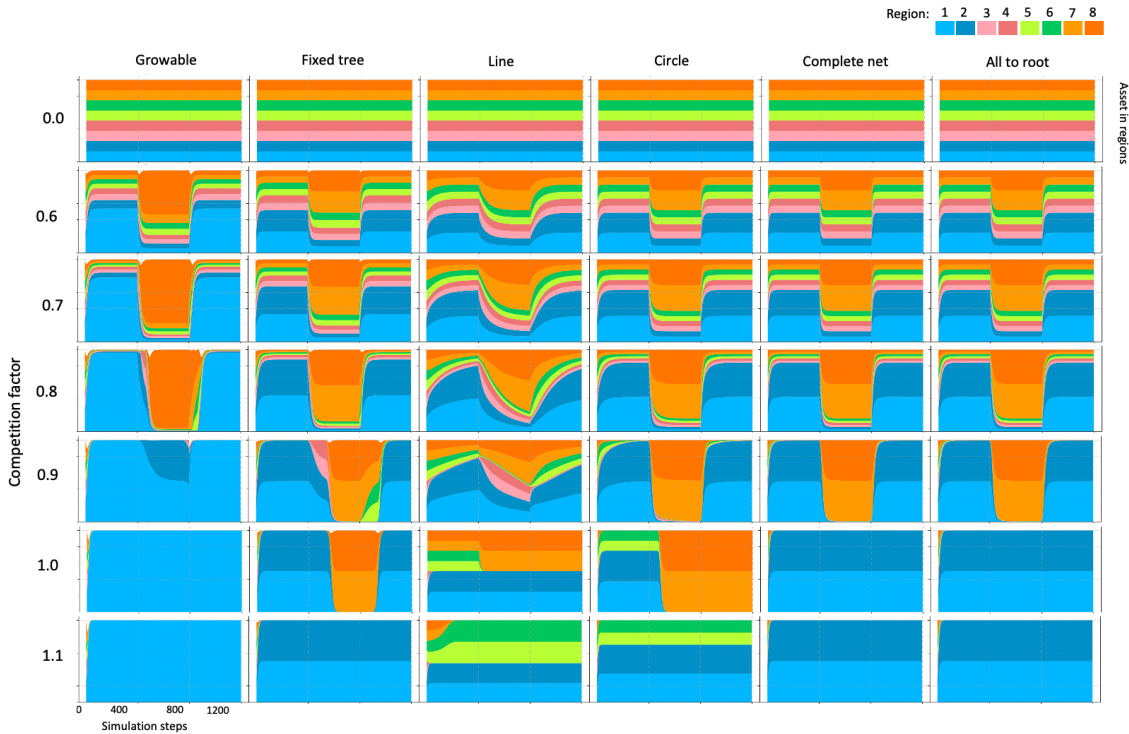 Region: 1 2 3 4 5 6 7 8
Growable Fixed tree Line Circle Complete net All to root
Asset in regions
Competition factor
0.0
0.6
0.7
0.8
0.9
1.0
1.1
0 400 800 1200
Simulation steps